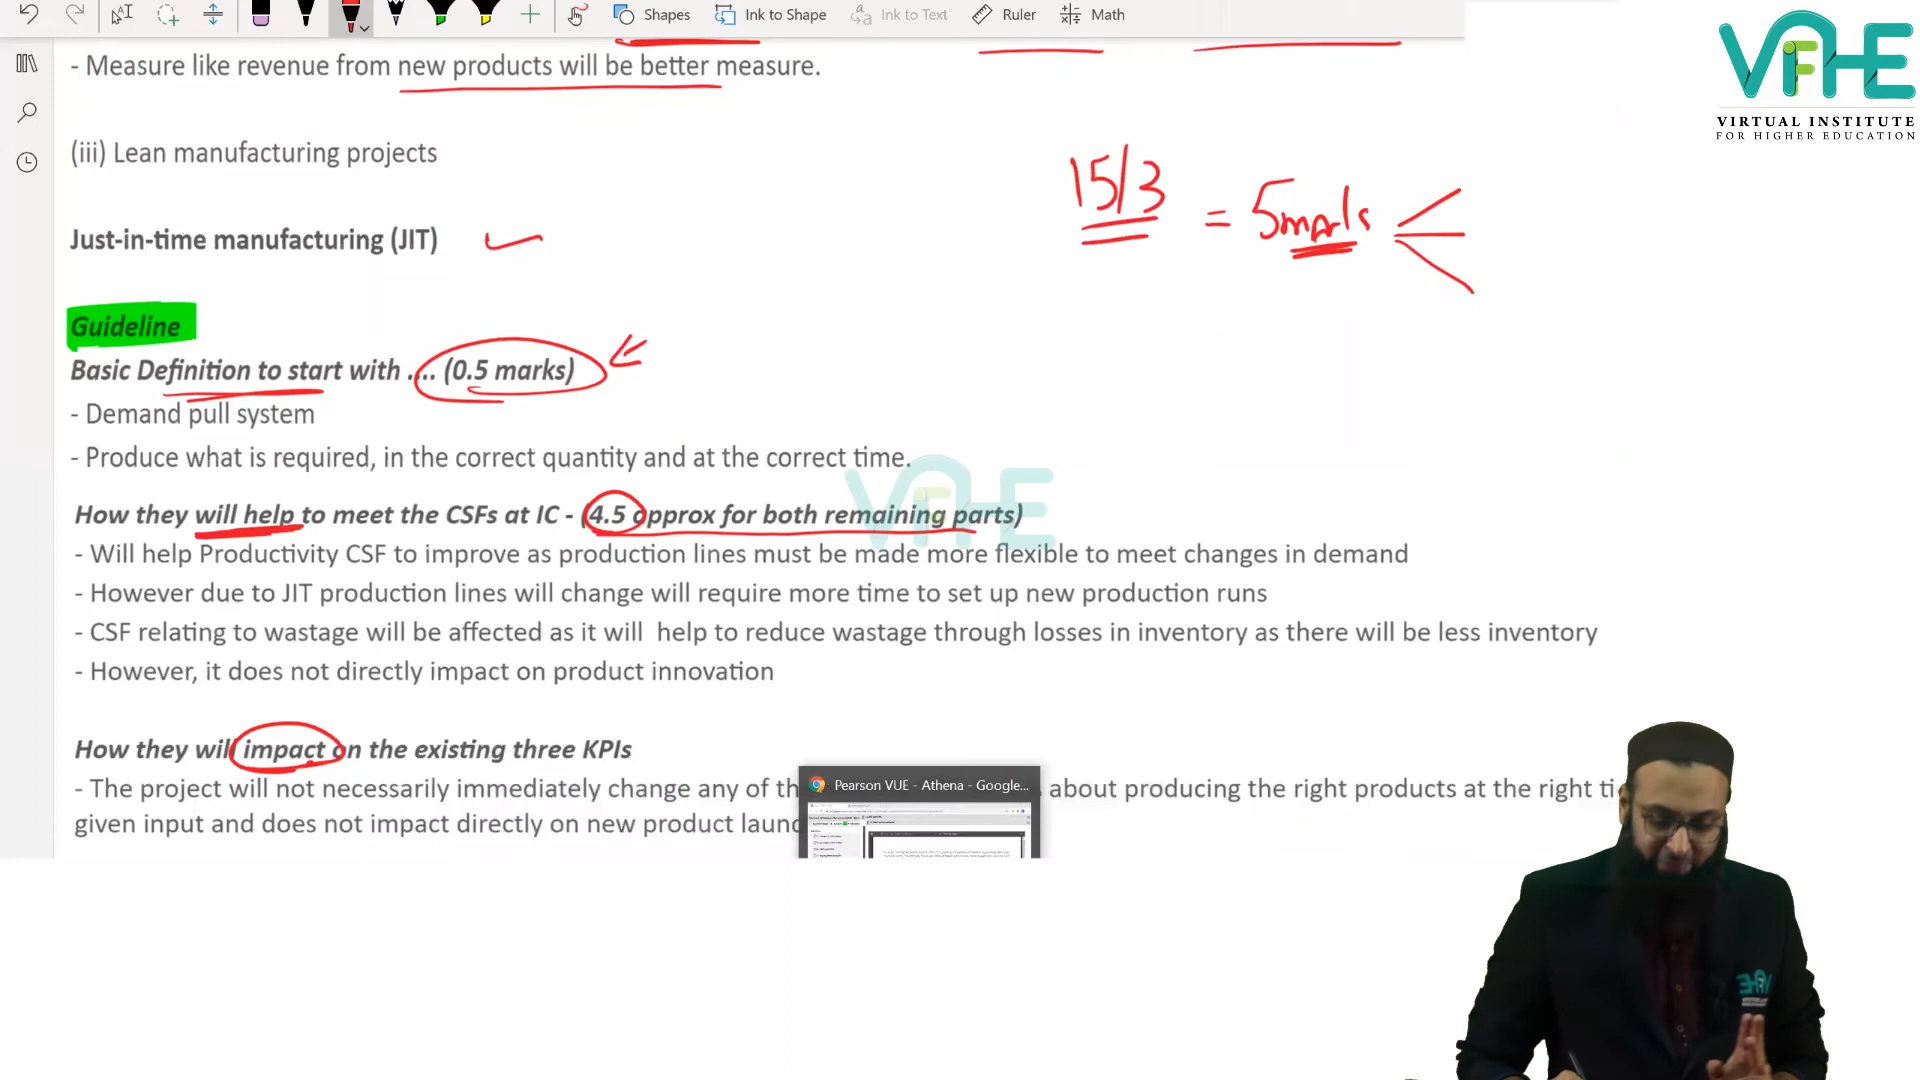 Shapes
Ink to Shape
Ink to Text
Ruler
Math
VIFHE
VIRTUAL INSTITUTE
FOR HIGHER EDUCATION
- Measure like revenue from new products will be better measure.
(iii) Lean manufacturing projects
15/3 = 5 marks
Just-in-time manufacturing (JIT)
Guideline
Basic Definition to start with .... (0.5 marks)
- Demand pull system
- Produce what is required, in the correct quantity and at the correct time.
How they will help to meet the CSFs at IC - (4.5 approx for both remaining parts)
- Will help Productivity CSF to improve as production lines must be made more flexible to meet changes in demand
- However due to JIT production lines will change will require more time to set up new production runs
- CSF relating to wastage will be affected as it will help to reduce wastage through losses in inventory as there will be less inventory
- However, it does not directly impact on product innovation
How they will impact on the existing three KPIs
- The project will not necessarily immediately change any of th
about producing the right products at the right ti
given input and does not impact directly on new product laun
Pearson VUE - Athena - Google...